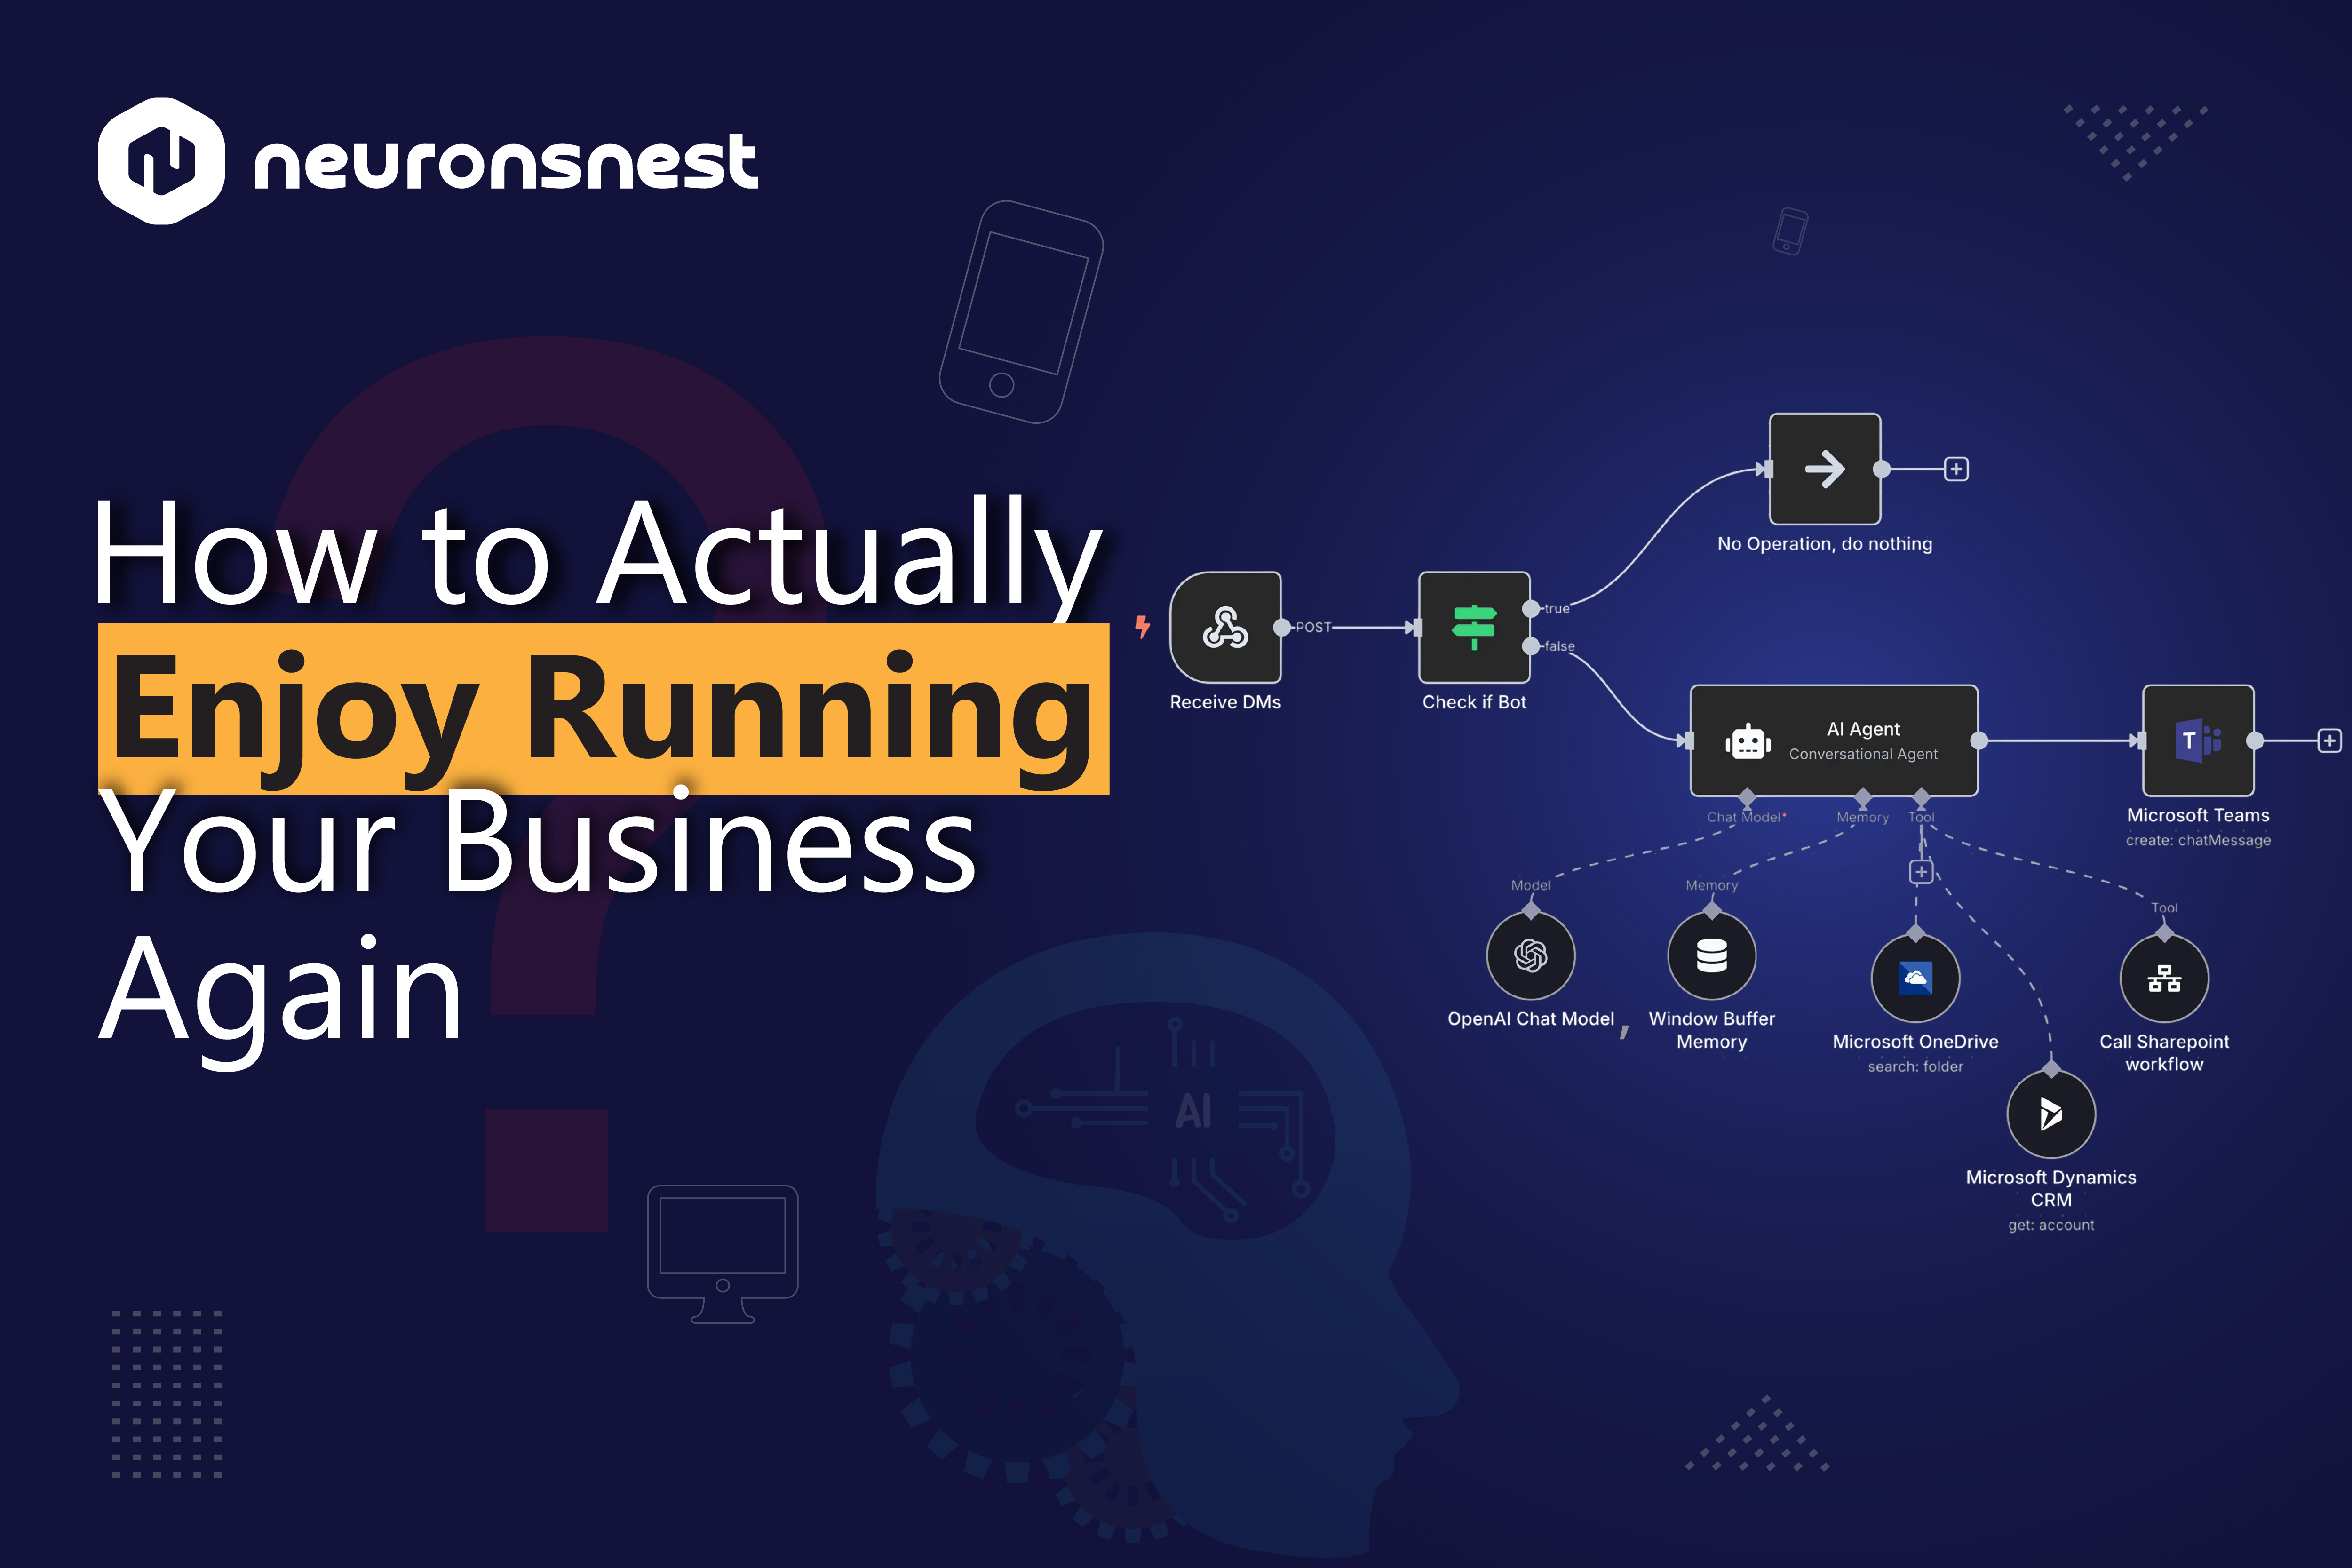 neuronsnest
How to Actually
Enjoy Running
Your Business
Again
No Operation, do nothing
POST
true
false
Receive DMs
Check if Bot
AI Agent
Conversational Agent
T
Chat Model*
Memory
Tool
Microsoft Teams
create: chatMessage
Model
Memory
Tool
OpenAI Chat Model
,
Window Buffer
Memory
Microsoft OneDrive
search: folder
Call Sharepoint
workflow
Microsoft Dynamics
CRM
get: account
AI